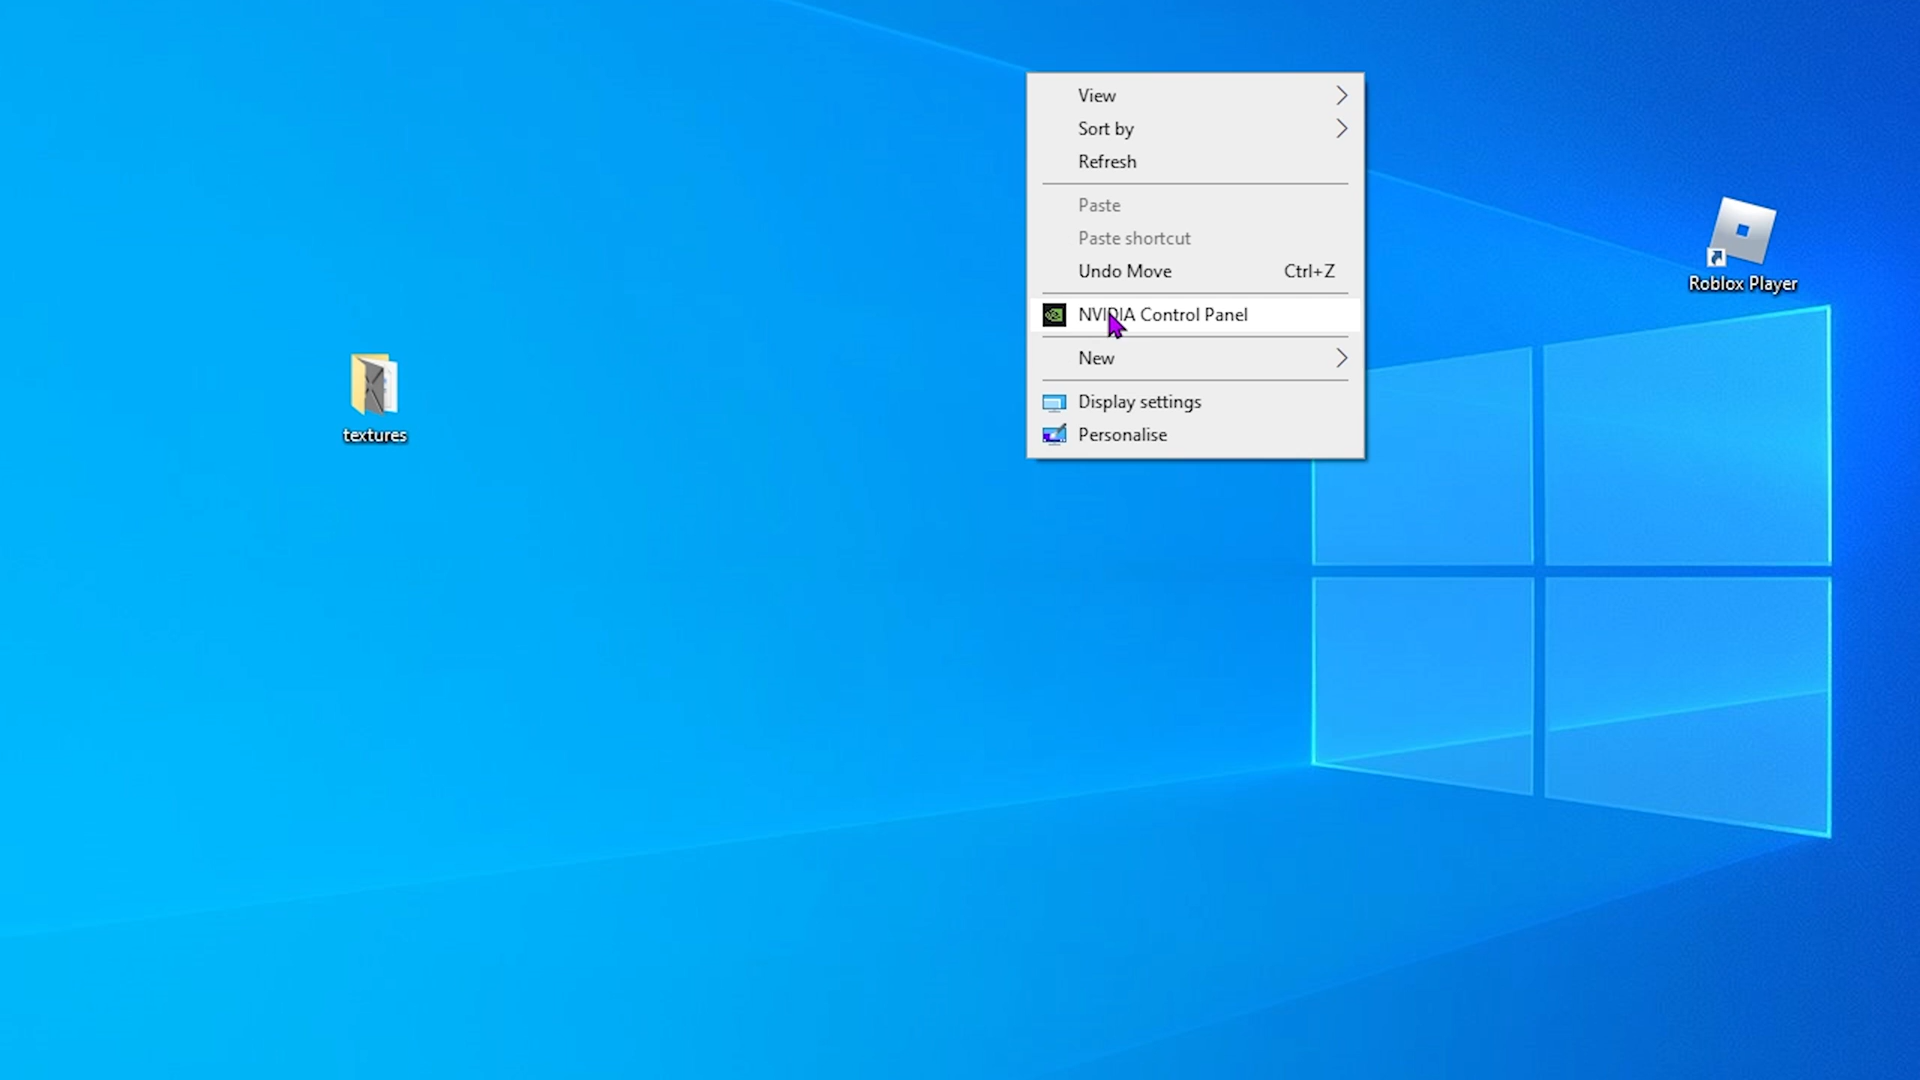 View
Sort by
Refresh
Paste
Paste shortcut
Undo Move Ctrl+Z
NVIDIA Control Panel
New
Display settings
Personalise
Roblox Player
textures